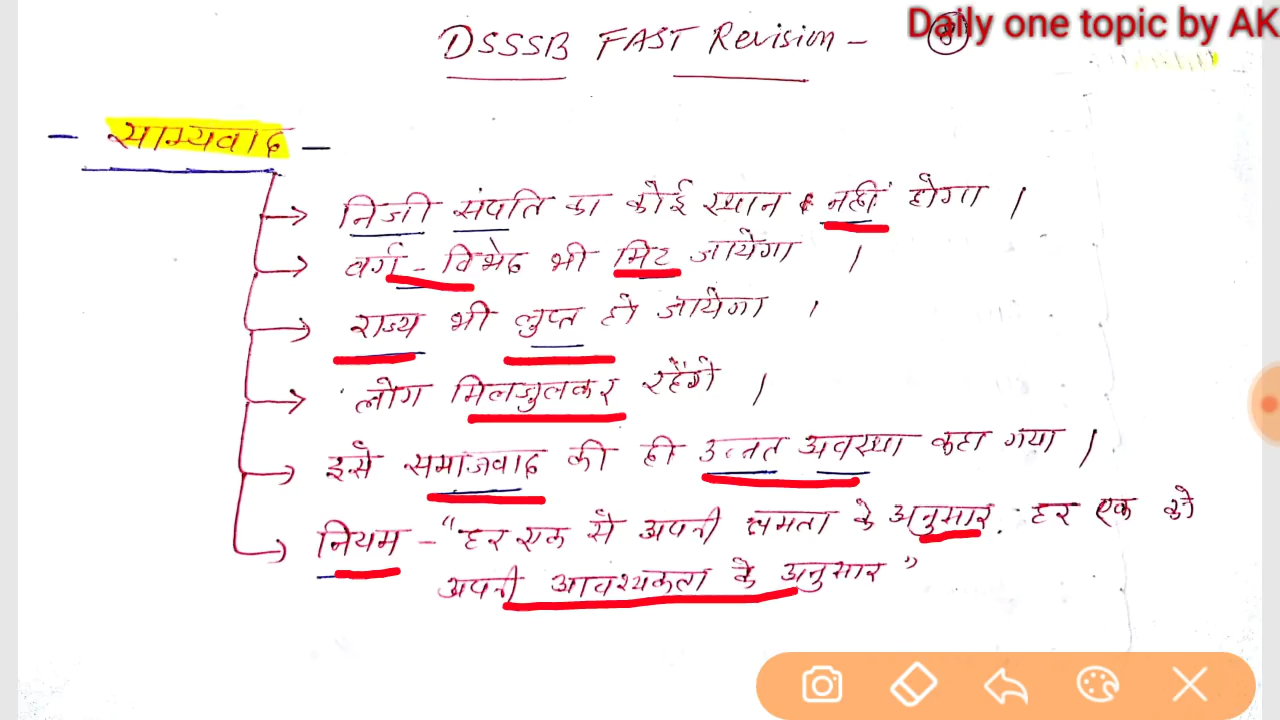 DSSSB FAST Revision - 8
Daily one topic by AK
- साम्यवाद -
निजी संपति का कोई स्थान नहीं होगा |
वर्ग - विभेद भी मिट जायेगा |
राज्य भी लुप्त हो जायेगा |
लोग मिलजुलकर रहेंगे |
इसे समाजवाद की ही उन्नत अवस्था कहा गया |
नियम - "हर एक से अपनी क्षमता के अनुसार, हर एक को
अपनी आवश्यकता के अनुसार"